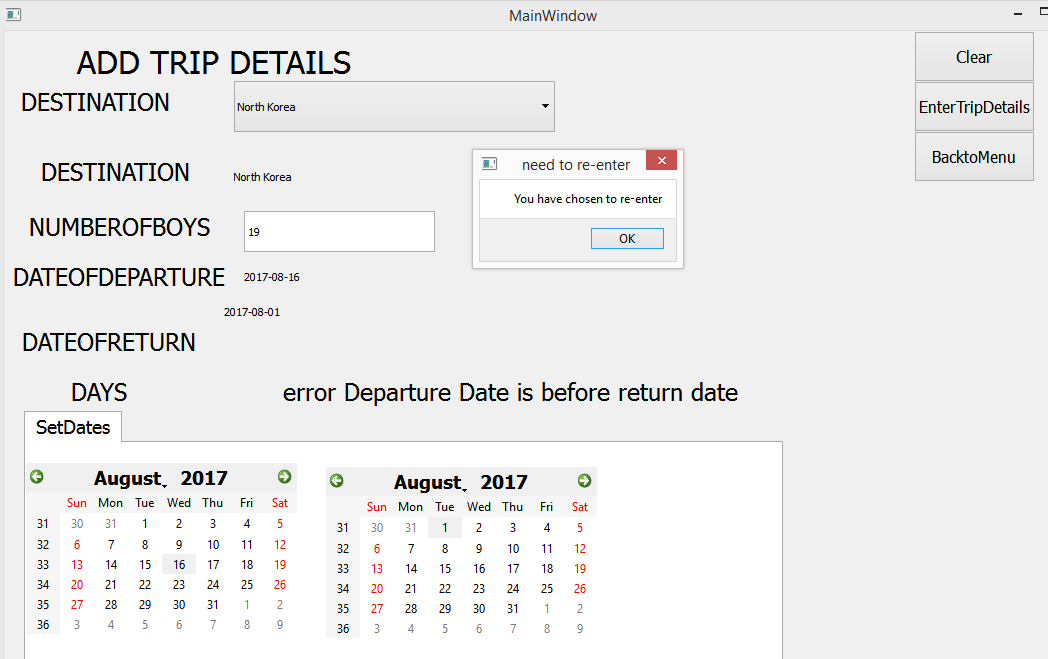 MainWindow
ADD TRIP DETAILS
Clear
DESTINATION
North Korea
EnterTripDetails
BacktoMenu
DESTINATION
North Korea
need to re-enter
You have chosen to re-enter
OK
NUMBEROFBOYS
19
DATEOFDEPARTURE
2017-08-16
2017-08-01
DATEOFRETURN
DAYS
error Departure Date is before return date
SetDates
August, 2017
Sun Mon Tue Wed Thu Fri Sat
31 30 31 1 2 3 4 5
32 6 7 8 9 10 11 12
33 13 14 15 16 17 18 19
34 20 21 22 23 24 25 26
35 27 28 29 30 31 1 2
36 3 4 5 6 7 8 9
August, 2017
Sun Mon Tue Wed Thu Fri Sat
31 30 31 1 2 3 4 5
32 6 7 8 9 10 11 12
33 13 14 15 16 17 18 19
34 20 21 22 23 24 25 26
35 27 28 29 30 31 1 2
36 3 4 5 6 7 8 9